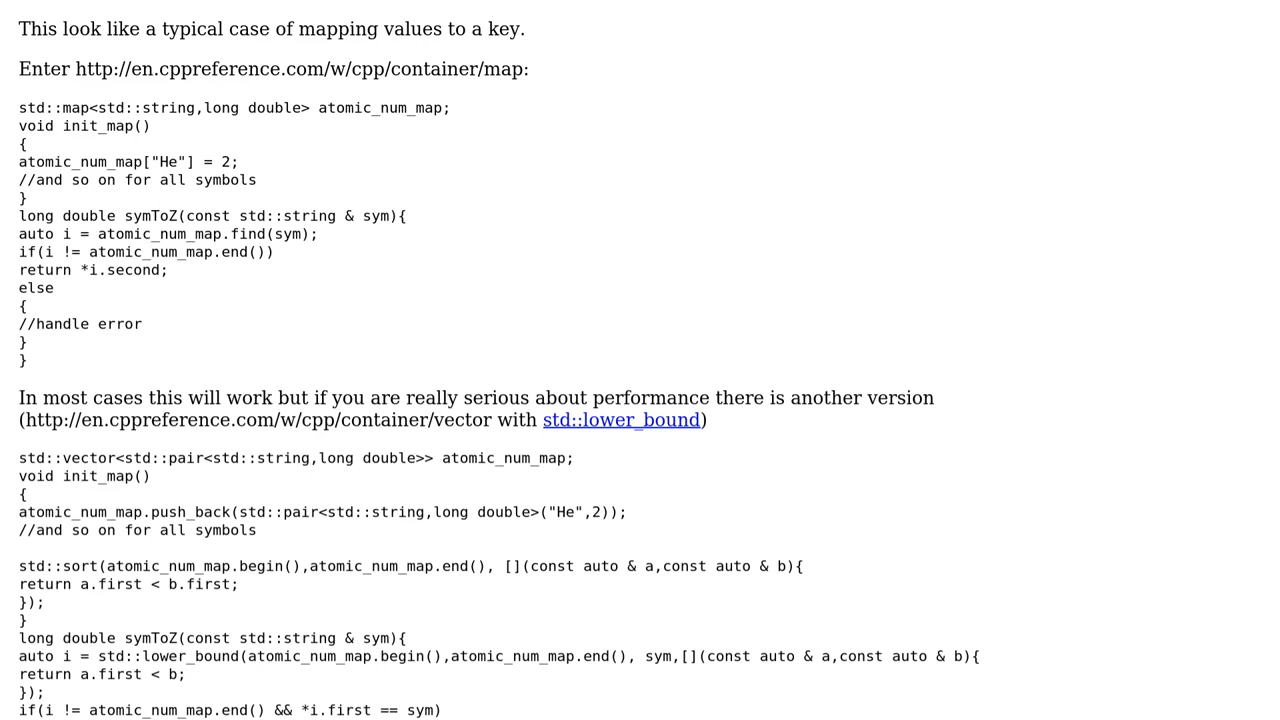 This look like a typical case of mapping values to a key.
Enter http://en.cppreference.com/w/cpp/container/map:
std::map<std::string,long double> atomic_num_map;
void init_map()
{
atomic_num_map["He"] = 2;
//and so on for all symbols
}
long double symToZ(const std::string & sym){
auto i = atomic_num_map.find(sym);
if(i != atomic_num_map.end())
return *i.second;
else
{
//handle error
}
}
In most cases this will work but if you are really serious about performance there is another version
(http://en.cppreference.com/w/cpp/container/vector with std::lower_bound)
std::vector<std::pair<std::string,long double>> atomic_num_map;
void init_map()
{
atomic_num_map.push_back(std::pair<std::string,long double>("He",2));
//and so on for all symbols
std::sort(atomic_num_map.begin(),atomic_num_map.end(), [](const auto & a,const auto & b){
return a.first < b.first;
});
}
long double symToZ(const std::string & sym){
auto i = std::lower_bound(atomic_num_map.begin(),atomic_num_map.end(), sym,[](const auto & a,const auto & b){
return a.first < b;
});
if(i != atomic_num_map.end() && *i.first == sym)